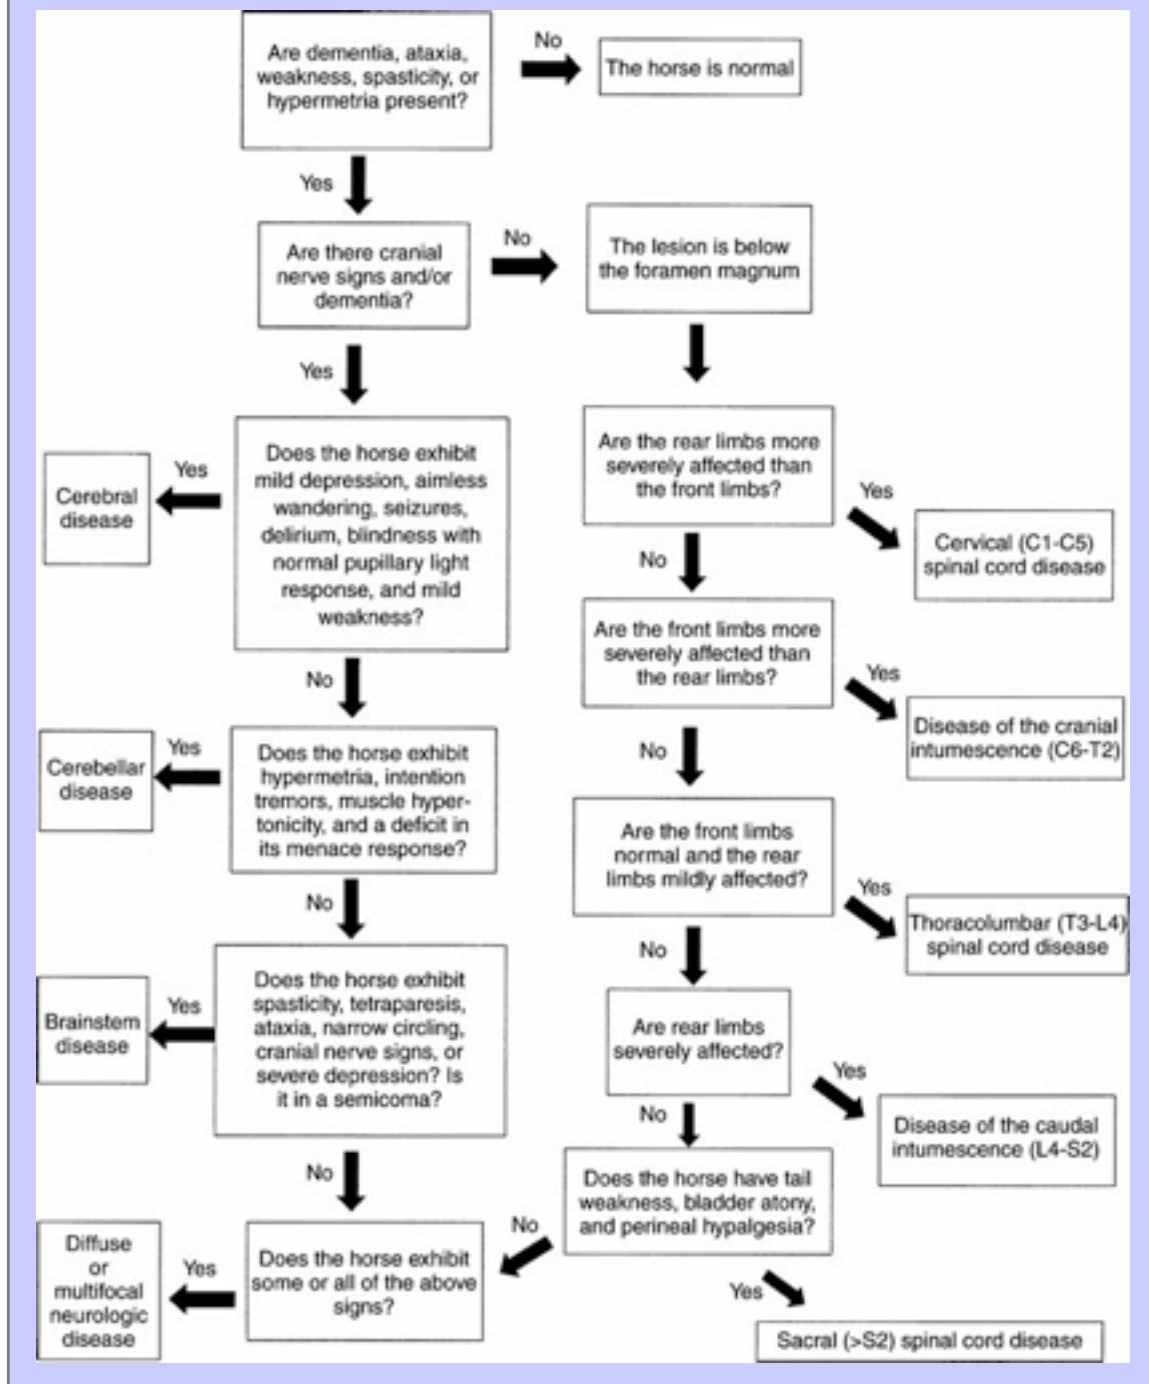 Are dementia, ataxia,
weakness, spasticity, or
hypermetria present?
No
The horse is normal
Yes
Are there cranial
nerve signs and/or
dementia?
No
The lesion is below
the foramen magnum
Yes
Does the horse exhibit
mild depression, aimless
wandering, seizures,
delirium, blindness with
normal pupillary light
response, and mild
weakness?
Yes
Cerebral
disease
No
Does the horse exhibit
hypermetria, intention
tremors, muscle hyper-
tonicity, and a deficit in
its menace response?
Yes
Cerebellar
disease
No
Does the horse exhibit
spasticity, tetraparesis,
ataxia, narrow circling,
cranial nerve signs, or
severe depression? Is
it in a semicoma?
Yes
Brainstem
disease
No
Does the horse exhibit
some or all of the above
signs?
Yes
Diffuse
or
multifocal
neurologic
disease
Are the rear limbs more
severely affected than
the front limbs?
Yes
Cervical (C1-C5)
spinal cord disease
No
Are the front limbs more
severely affected than
the rear limbs?
Yes
Disease of the cranial
intumescence (C6-T2)
No
Are the front limbs
normal and the rear
limbs mildly affected?
Yes
Thoracolumbar (T3-L4)
spinal cord disease
No
Are rear limbs
severely affected?
Yes
Disease of the caudal
intumescence (L4-S2)
No
Does the horse have tail
weakness, bladder atony,
and perineal hypalgesia?
No
Yes
Sacral (>S2) spinal cord disease